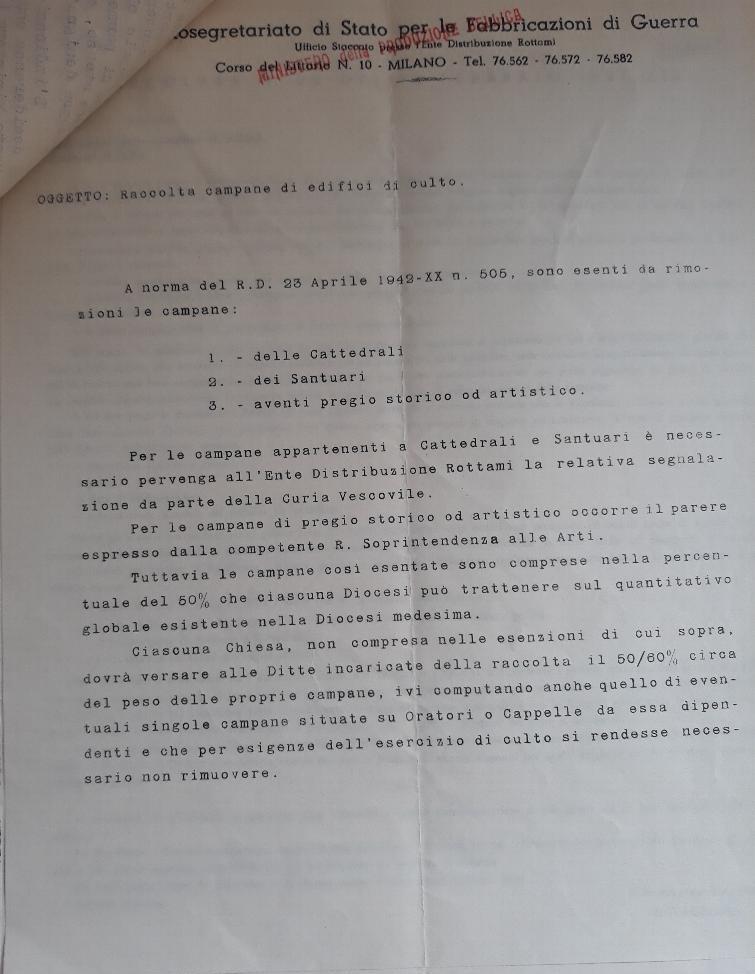 osegretariato di Stato per le Fabbricazioni di Guerra
Ufficio Staccato presso l'Ente Distribuzione Rottami
MINISTERO della PRODUZIONE BELLICA
Corso del Littorio N. 10 - MILANO - Tel. 76.562 - 76.572 - 76.582
OGGETTO: Raccolta campane di edifici di culto.
A norma del R.D. 23 Aprile 1942-XX n. 505, sono esenti da rimo-
zioni le campane:
1. - delle Cattedrali
2. - dei Santuari
3. - aventi pregio storico od artistico.
Per le campane appartenenti a Cattedrali e Santuari è neces-
sario pervenga all'Ente Distribuzione Rottami la relativa segnala-
zione da parte della Curia Vescovile.
Per le campane di pregio storico od artistico occorre il parere
espresso dalla competente R. Soprintendenza alle Arti.
Tuttavia le campane così esentate sono comprese nella percen-
tuale del 50% che ciascuna Diocesi può trattenere sul quantitativo
globale esistente nella Diocesi medesima.
Ciascuna Chiesa, non compresa nelle esenzioni di cui sopra,
dovrà versare alle Ditte incaricate della raccolta il 50/60% circa
del peso delle proprie campane, ivi computando anche quello di even-
tuali singole campane situate su Oratori o Cappelle da essa dipen-
denti e che per esigenze dell'esercizio di culto si rendesse neces-
sario non rimuovere.